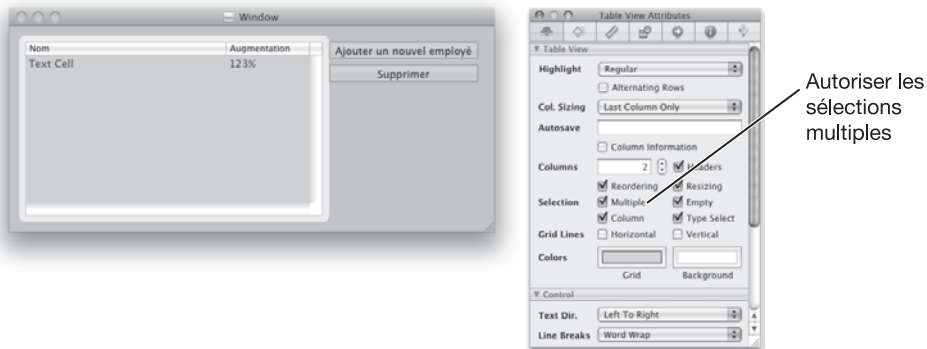 Window
Nom Augmentation
Text Cell 123%
Ajouter un nouvel employé
Supprimer
Table View Attributes
Table View
Highlight Regular
Alternating Rows
Col. Sizing Last Column Only
Autosave
Column Information
Columns 2 Headers
Reordering Resizing
Selection Multiple Empty
Column Type Select
Grid Lines Horizontal Vertical
Colors
Grid Background
Control
Text Dir. Left To Right
Line Breaks Word Wrap
Autoriser les
sélections
multiples